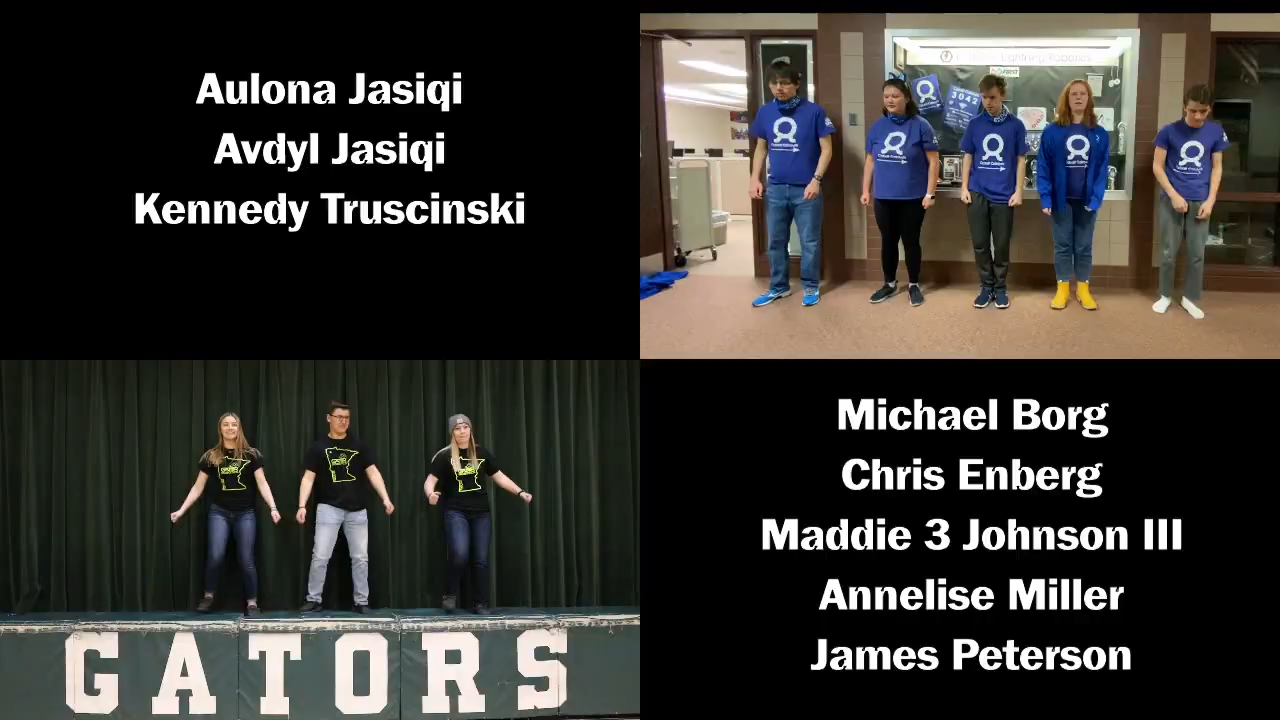 Aulona Jasiqi
Avdyl Jasiqi
Kennedy Truscinski
3042
GATORS
Michael Borg
Chris Enberg
Maddie 3 Johnson III
Annelise Miller
James Peterson